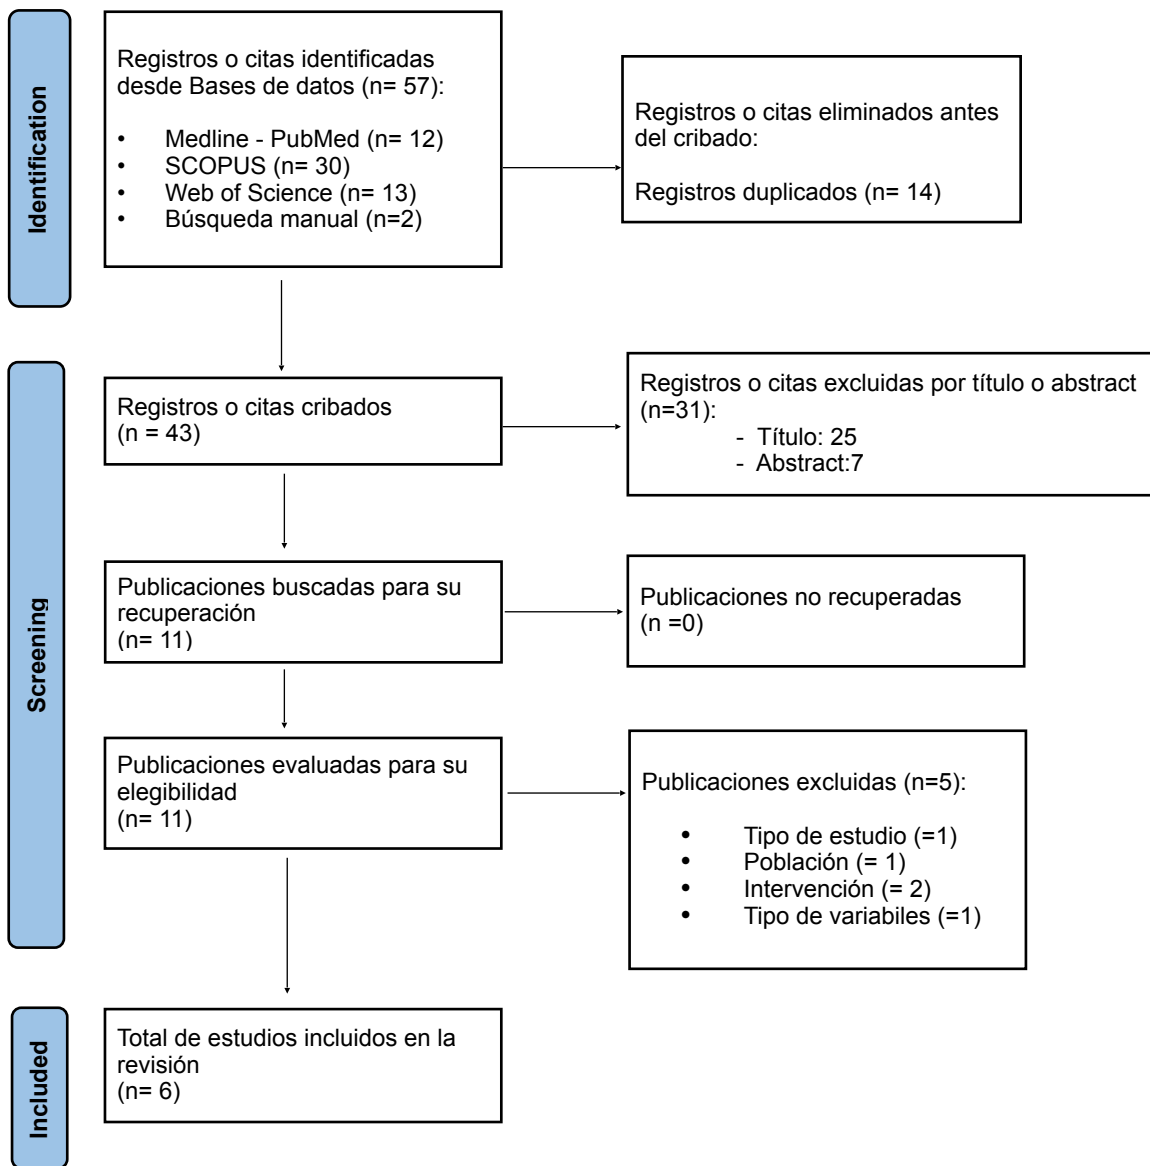 Identification
Registros o citas identificadas
desde Bases de datos (n= 57):
• Medline - PubMed (n= 12)
• SCOPUS (n= 30)
• Web of Science (n= 13)
• Búsqueda manual (n=2)
Registros o citas eliminados antes
del cribado:
Registros duplicados (n= 14)
Screening
Registros o citas cribados
(n = 43)
Registros o citas excluidas por título o abstract
(n=31):
- Título: 25
- Abstract:7
Publicaciones buscadas para su
recuperación
(n= 11)
Publicaciones no recuperadas
(n =0)
Publicaciones evaluadas para su
elegibilidad
(n= 11)
Publicaciones excluidas (n=5):
• Tipo de estudio (=1)
• Población (= 1)
• Intervención (= 2)
• Tipo de variabiles (=1)
Included
Total de estudios incluidos en la
revisión
(n= 6)